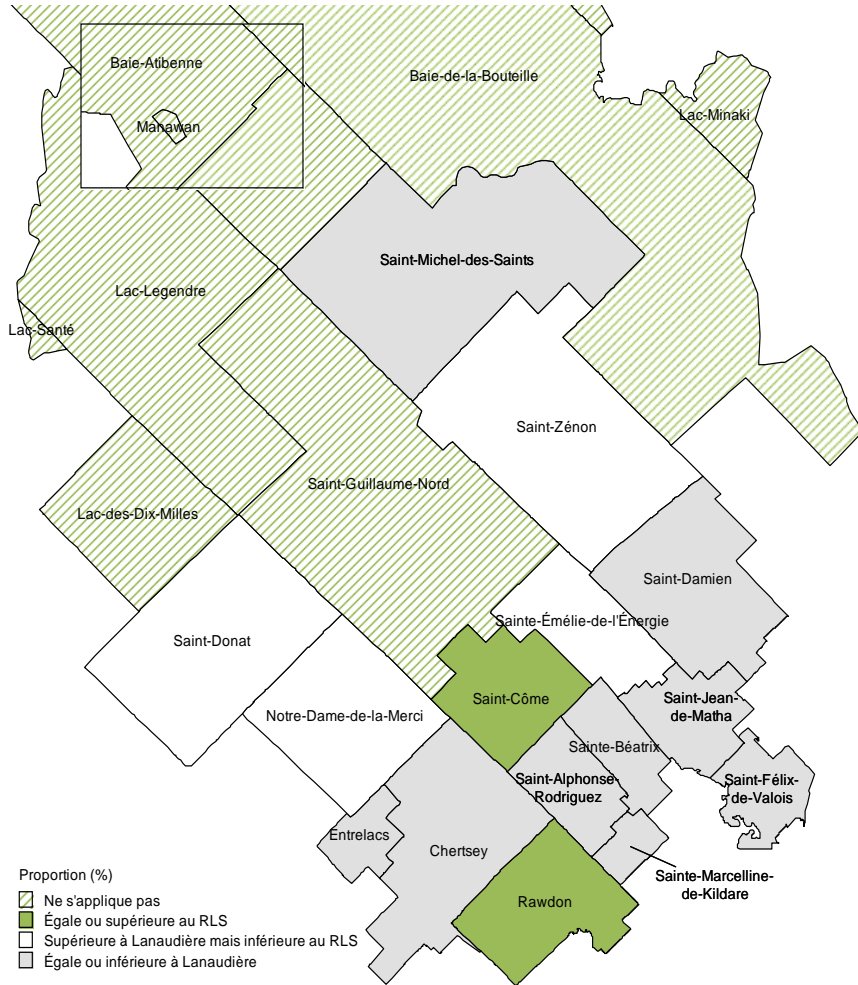 Baie-Atibenne
Baie-de-la-Bouteille
Lac-Minaki
Manawan
Saint-Michel-des-Saints
Lac-Legendre
Lac-Santé
Saint-Zénon
Saint-Guillaume-Nord
Lac-des-Dix-Milles
Saint-Damien
Sainte-Émélie-de-l'Énergie
Saint-Donat
Saint-Côme
Saint-Jean-
de-Matha
Notre-Dame-de-la-Merci
Sainte-Béatrix
Saint-Alphonse-
Rodriguez
Saint-Félix-
de-Valois
Entrelacs
Chertsey
Sainte-Marcelline-
de-Kildare
Rawdon
Proportion (%)
Ne s'applique pas
Égale ou supérieure au RLS
Supérieure à Lanaudière mais inférieure au RLS
Égale ou inférieure à Lanaudière